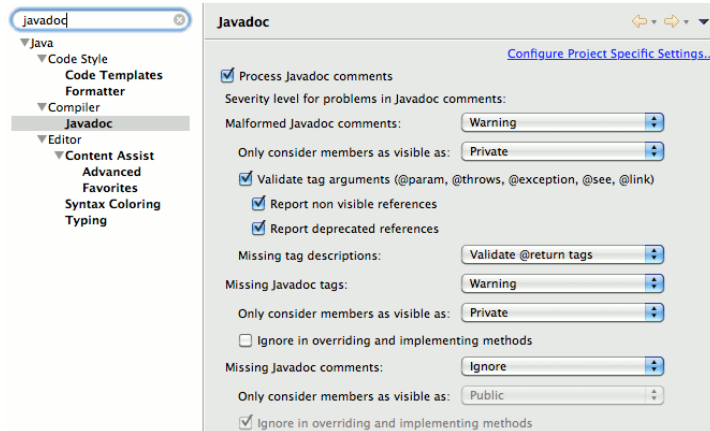 javadoc
Java
Code Style
Code Templates
Formatter
Compiler
Javadoc
Editor
Content Assist
Advanced
Favorites
Syntax Coloring
Typing
Javadoc
Configure Project Specific Settings..
Process Javadoc comments
Severity level for problems in Javadoc comments:
Malformed Javadoc comments: Warning
Only consider members as visible as: Private
Validate tag arguments (@param, @throws, @exception, @see, @link)
Report non visible references
Report deprecated references
Missing tag descriptions: Validate @return tags
Missing Javadoc tags: Warning
Only consider members as visible as: Private
Ignore in overriding and implementing methods
Missing Javadoc comments: Ignore
Only consider members as visible as: Public
Ignore in overriding and implementing methods